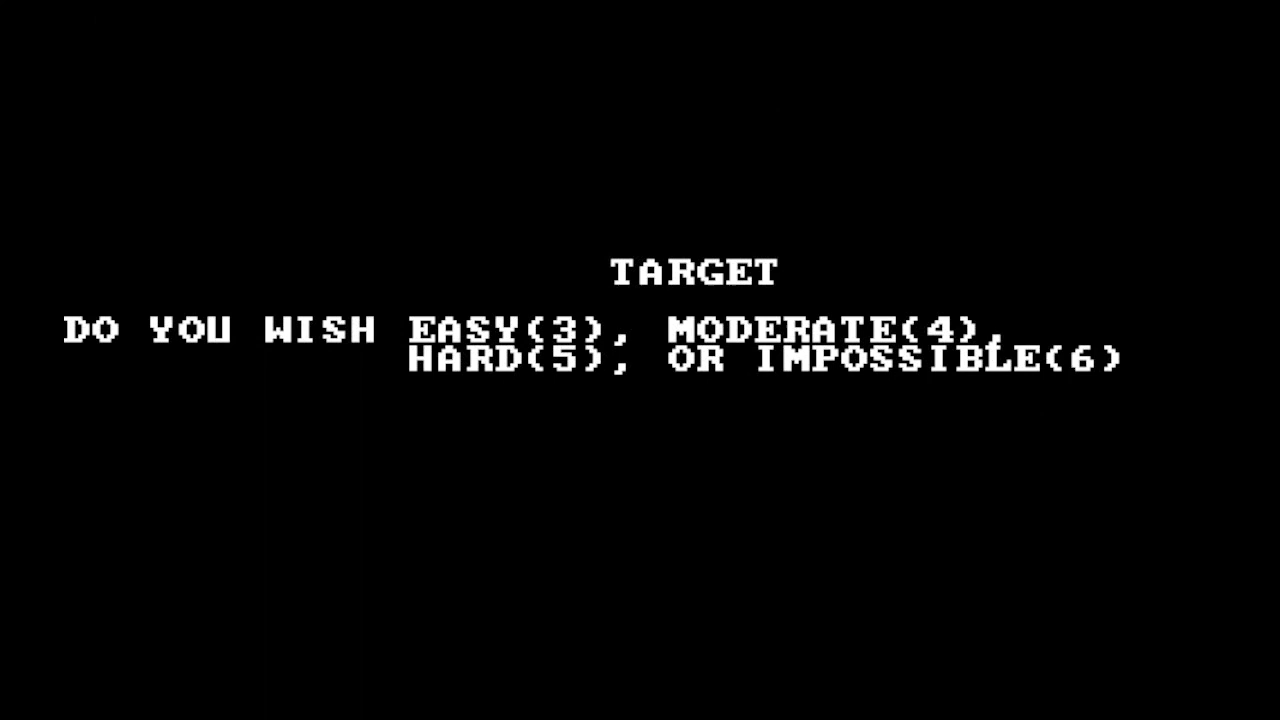 TARGET
DO YOU WISH EASY(3), MODERATE(4),
HARD(5), OR IMPOSSIBLE(6)